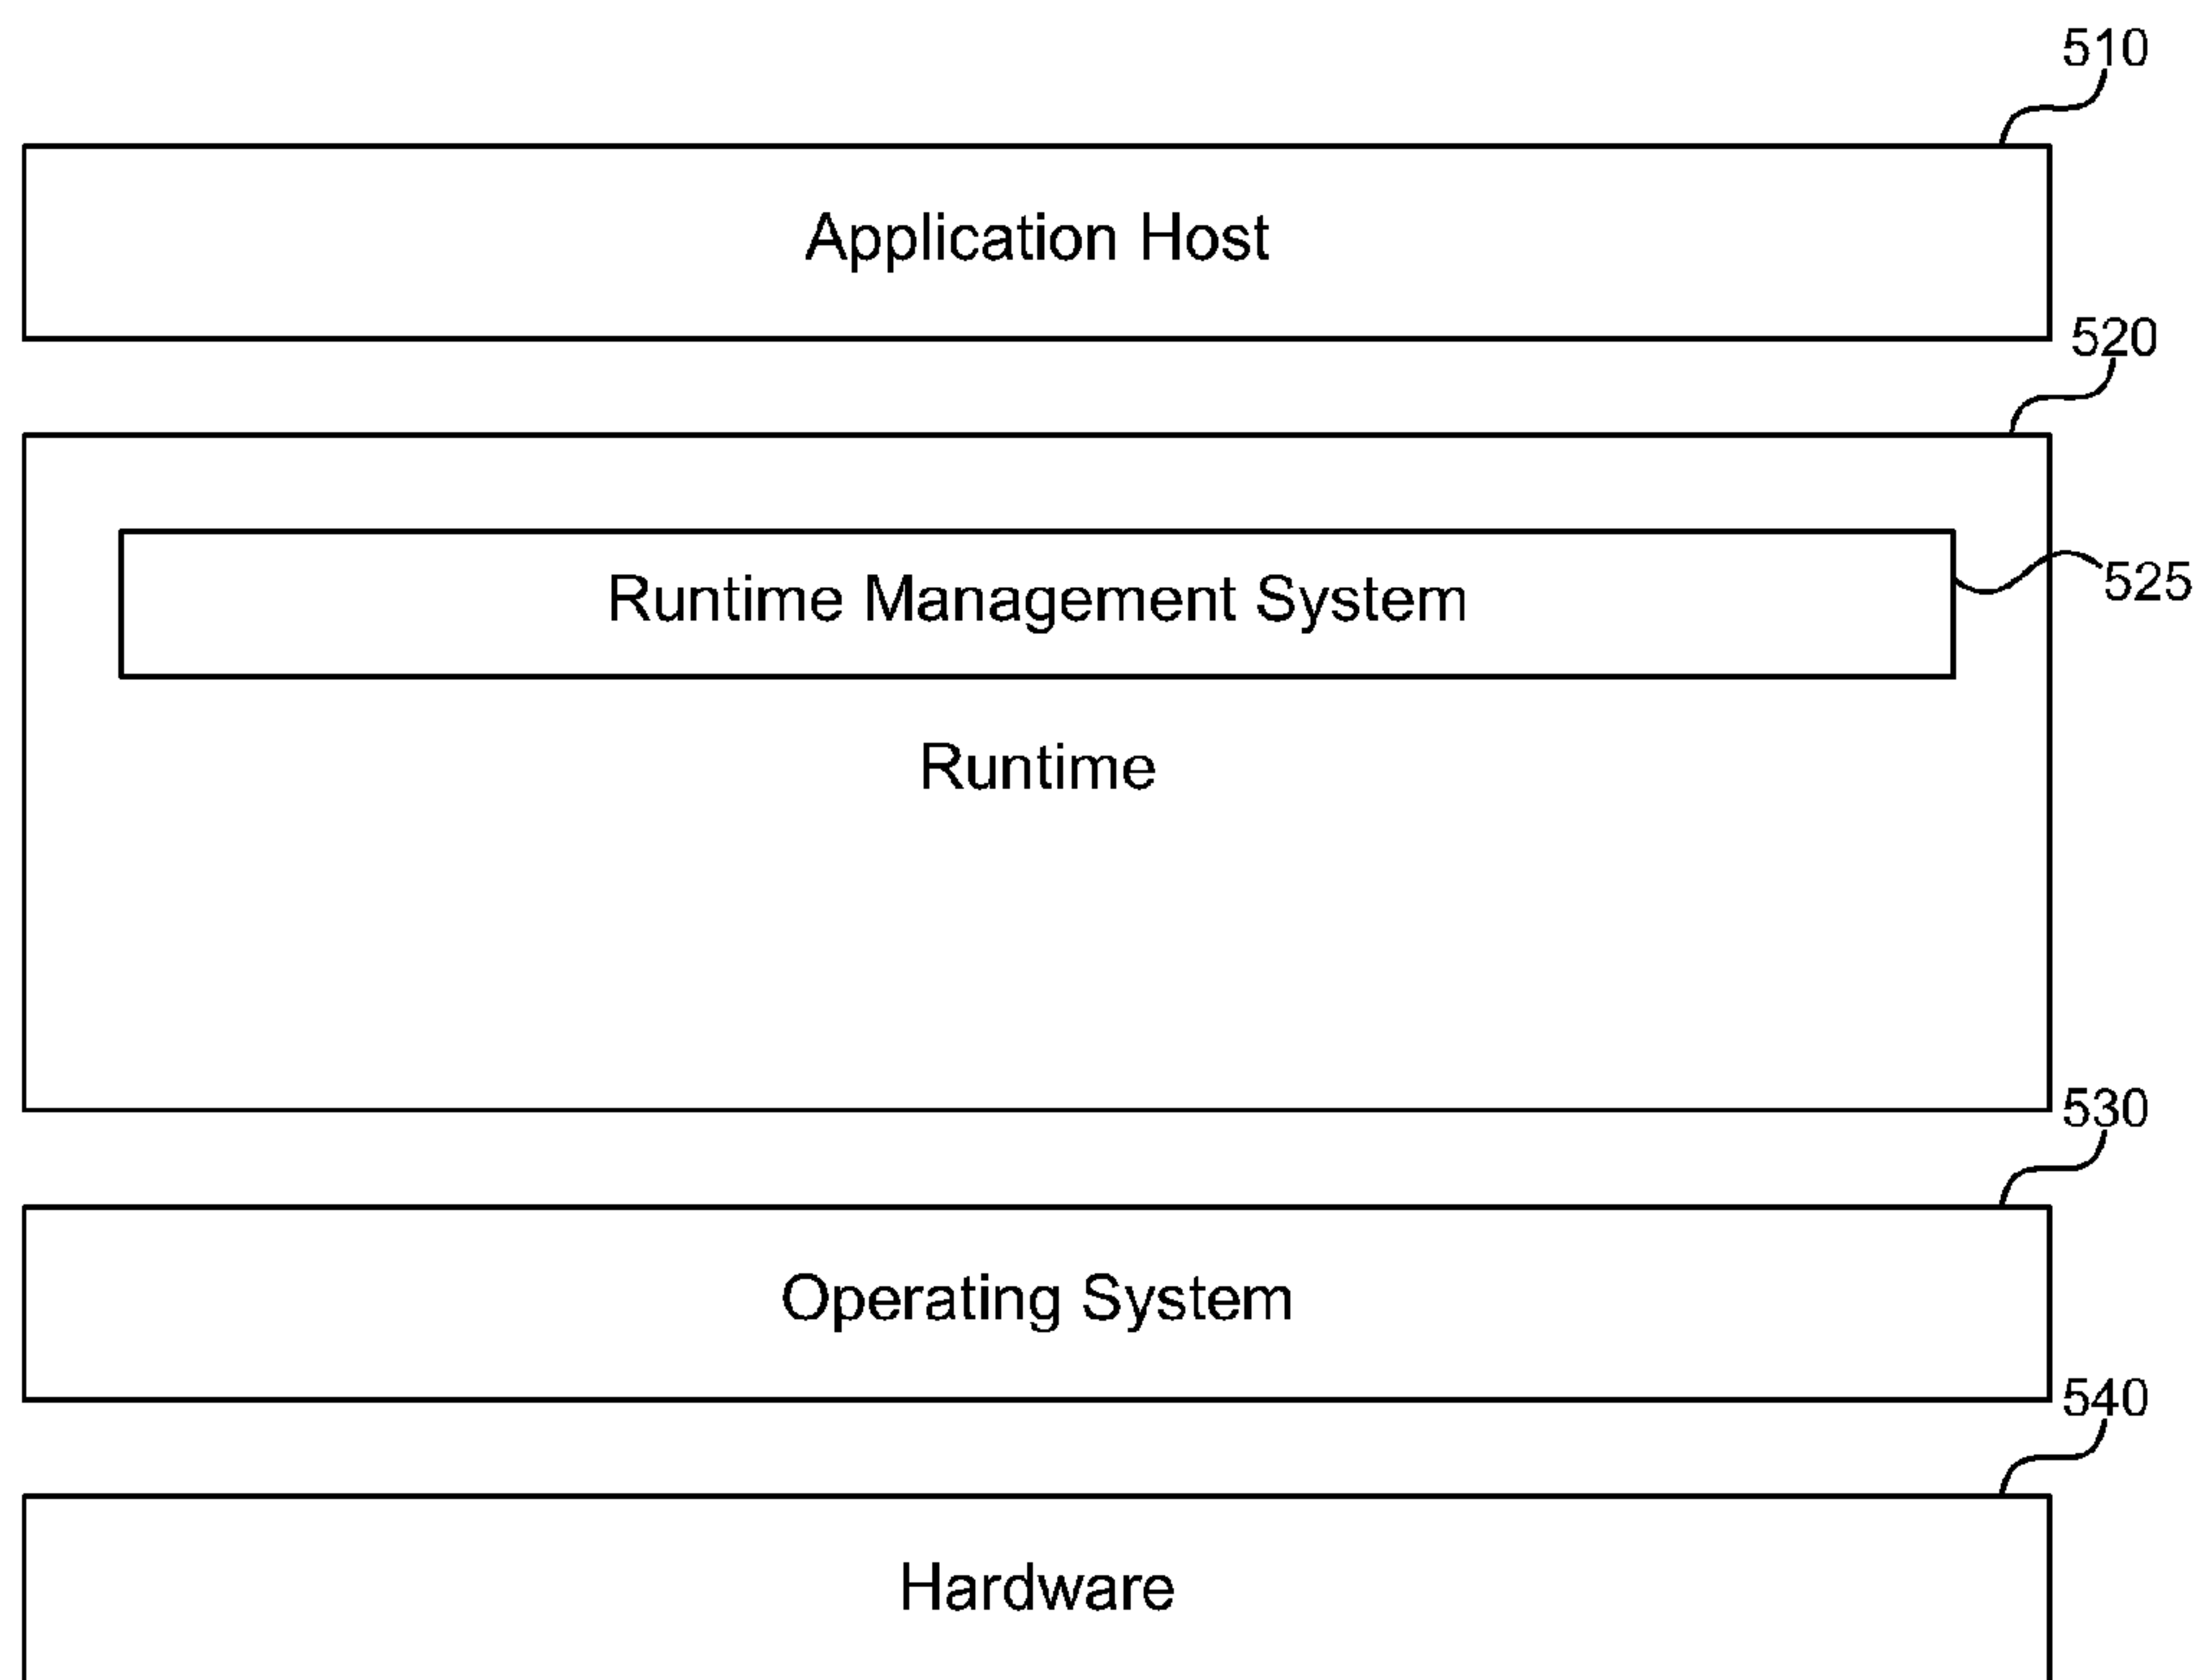 510
Application Host
520
Runtime Management System
525
Runtime
530
Operating System
540
Hardware